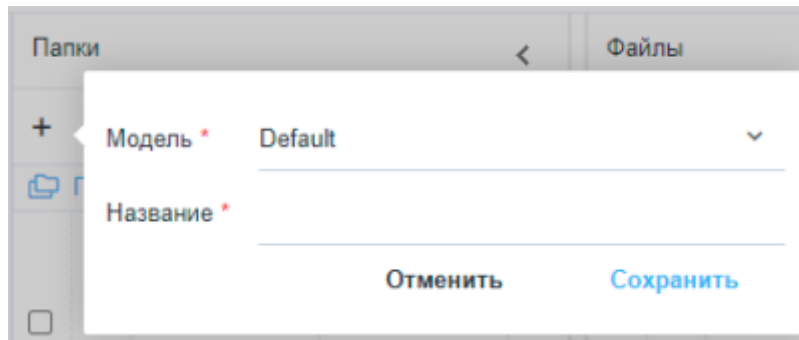 Папки
Файлы
Модель *
Default
Название *
Отменить
Сохранить